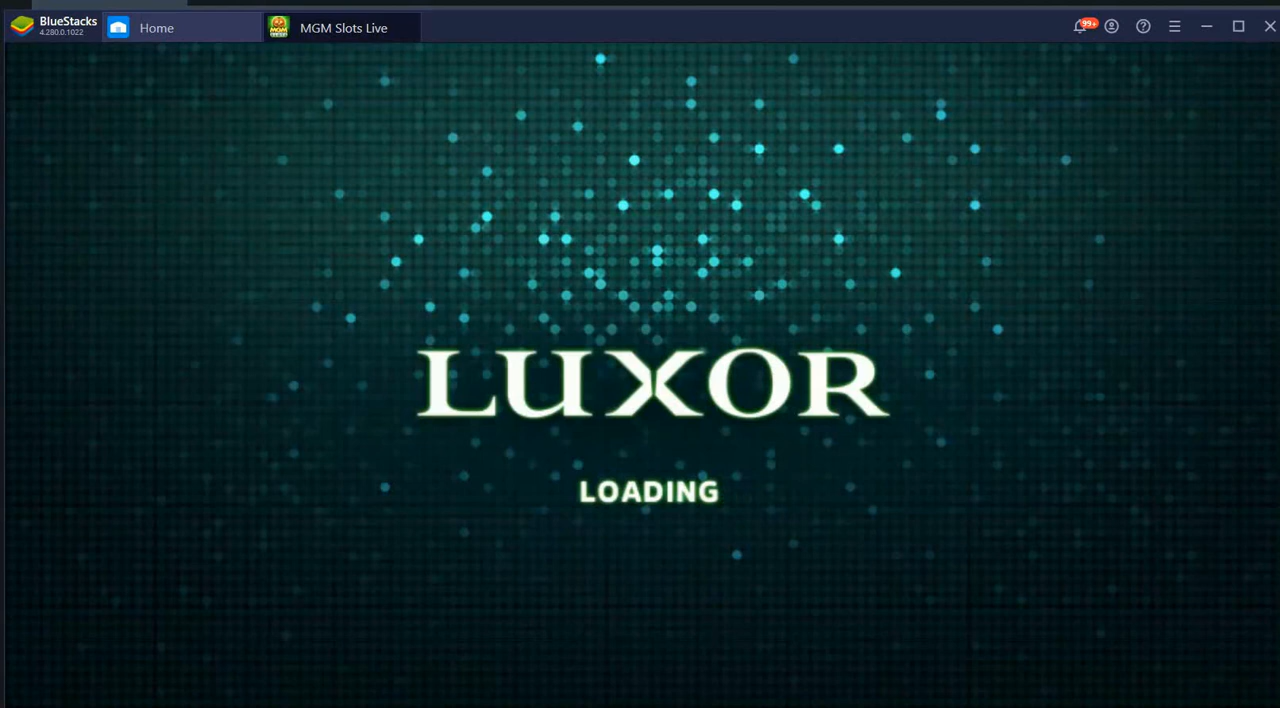 BlueStacks
4.280.0.1022
Home
MGM Slots Live
99+
LUXOR
LOADING